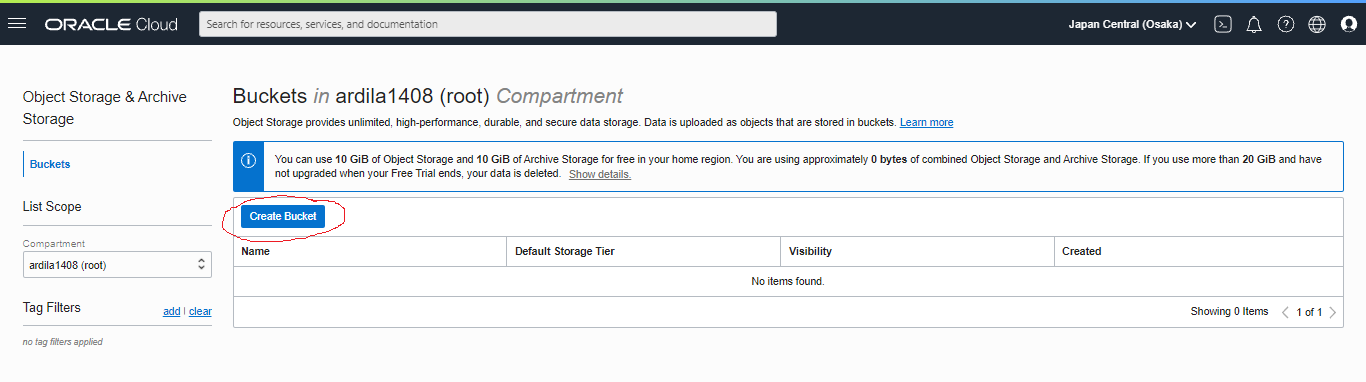 ORACLE Cloud
Search for resources, services, and documentation
Japan Central (Osaka)
Object Storage & Archive
Storage
Buckets
List Scope
Compartment
ardila1408 (root)
Tag Filters
add | clear
no tag filters applied
Buckets in ardila1408 (root) Compartment
Object Storage provides unlimited, high-performance, durable, and secure data storage. Data is uploaded as objects that are stored in buckets. Learn more
You can use 10 GiB of Object Storage and 10 GiB of Archive Storage for free in your home region. You are using approximately 0 bytes of combined Object Storage and Archive Storage. If you use more than 20 GiB and have
not upgraded when your Free Trial ends, your data is deleted. Show details.
Create Bucket
Name Default Storage Tier Visibility Created
No items found.
Showing 0 Items < 1 of 1 >